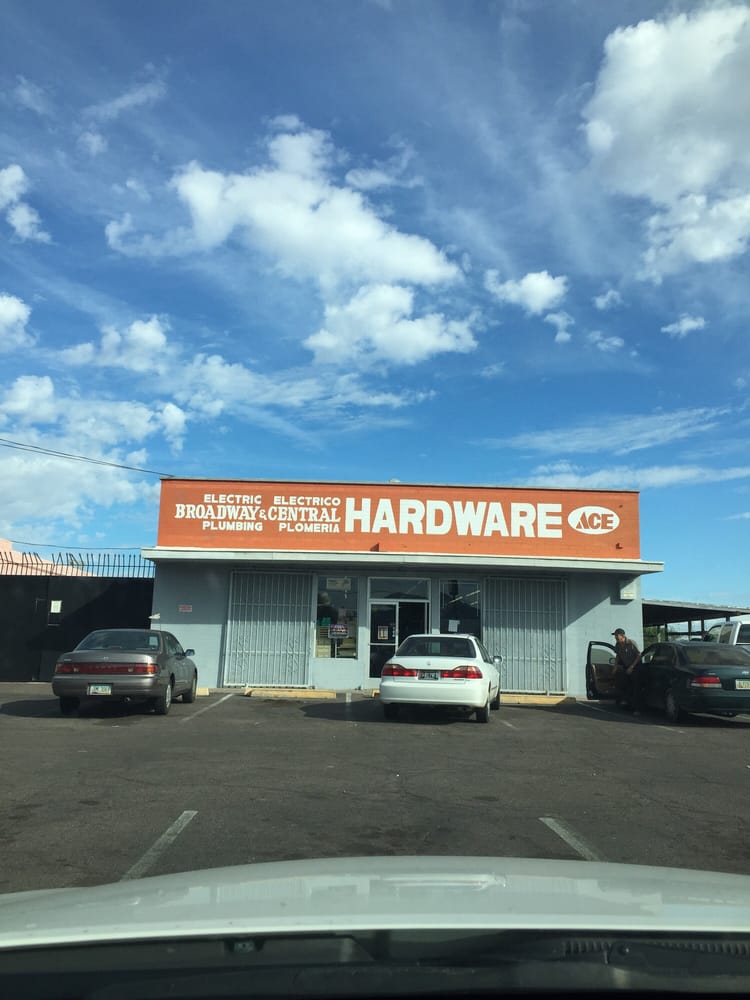 ELECTRIC ELECTRICO
BROADWAY & CENTRAL
PLUMBING PLOMERIA
HARDWARE
ACE